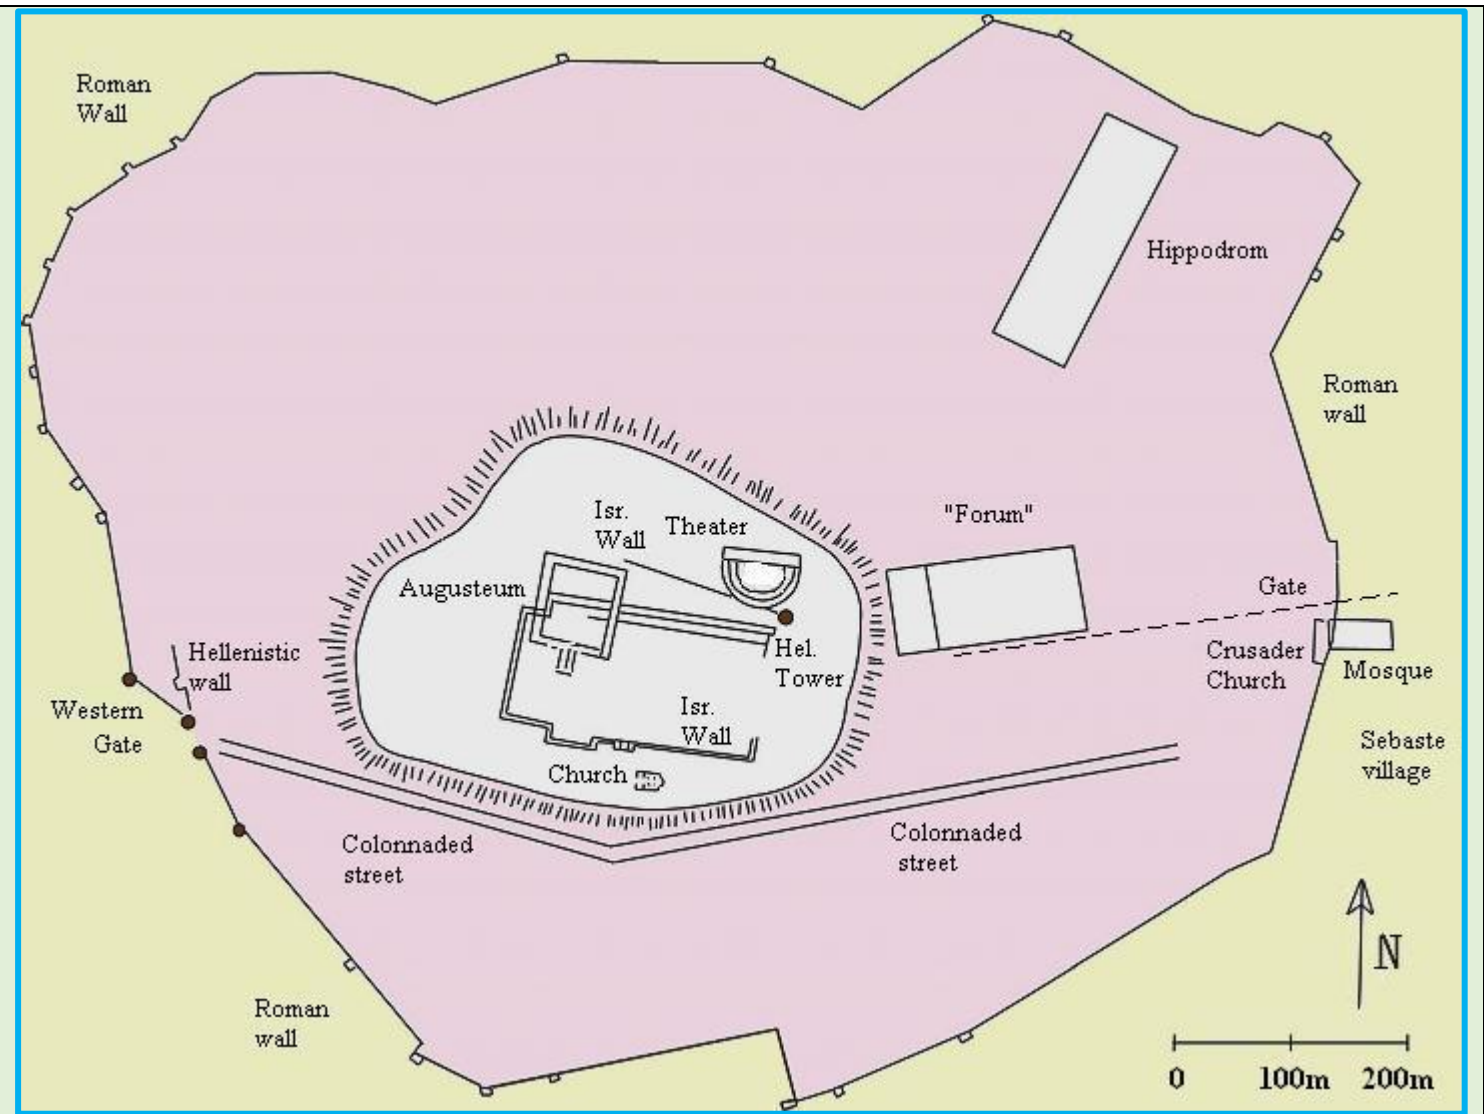 Roman
Wall
Hippodrom
Roman
wall
Isr.
Wall
Theater
"Forum"
Augusteum
Gate
Hel.
Tower
Hellenistic
wall
Crusader
Church
Mosque
Western
Gate
Isr.
Wall
Sebaste
village
Church
Colonnaded
street
Colonnaded
street
N
Roman
wall
0 100m 200m